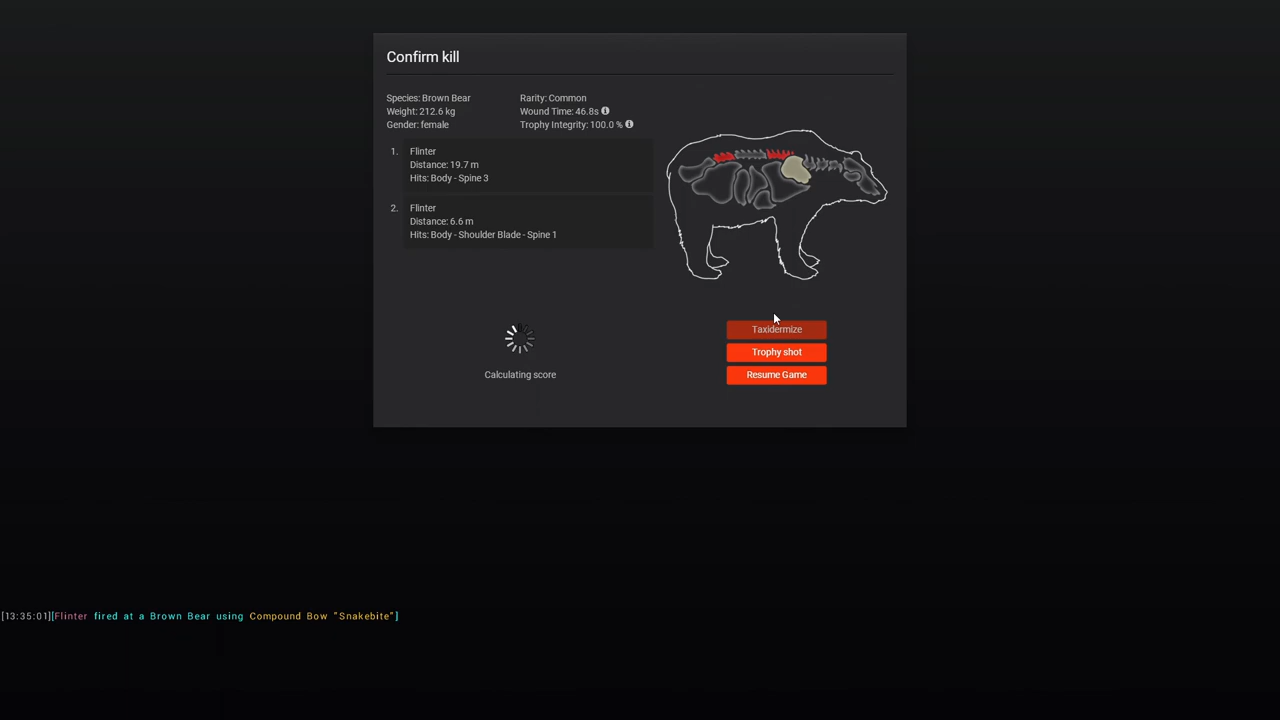 Confirm kill
Species: Brown Bear
Weight: 212.6 kg
Gender: female
Rarity: Common
Wound Time: 46.8s
Trophy Integrity: 100.0 %
1.
Flinter
Distance: 19.7 m
Hits: Body - Spine 3
2.
Flinter
Distance: 6.6 m
Hits: Body - Shoulder Blade - Spine 1
Calculating score
Taxidermize
Trophy shot
Resume Game
[13:35:01][Flinter fired at a Brown Bear using Compound Bow "Snakebite"]